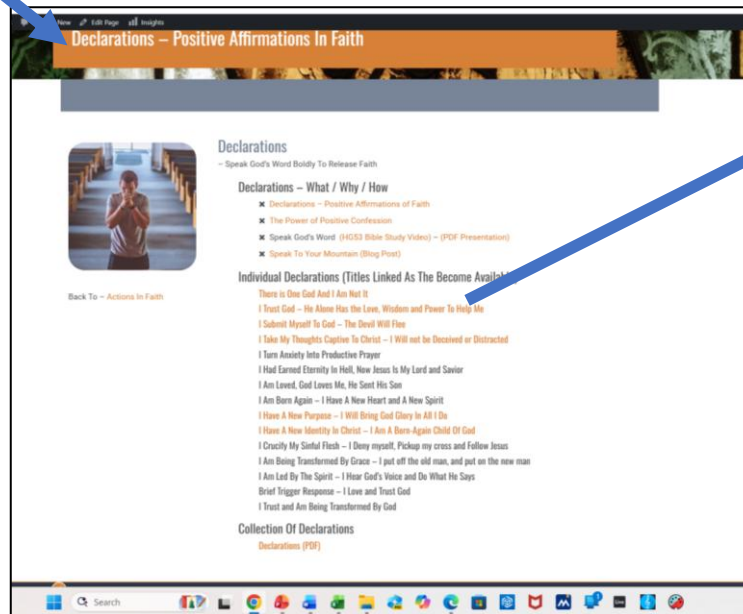 New Edit Page Insights
Declarations – Positive Affirmations In Faith
Declarations
– Speak God's Word Boldly To Release Faith
Declarations – What / Why / How
Declarations – Positive Affirmations of Faith
The Power of Positive Confession
Speak God's Word (HG53 Bible Study Video) – (PDF Presentation)
Speak To Your Mountain (Blog Post)
Individual Declarations (Titles Linked As The Become
There is One God And I Am Not It
I Trust God – He Alone Has the Love, Wisdom and Power To Help Me
I Submit Myself To God – The Devil Will Flee
I Take My Thoughts Captive To Christ – I Will not be Deceived or Distracted
I Turn Anxiety Into Productive Prayer
I Had Earned Eternity In Hell, Now Jesus Is My Lord and Savior
I Am Loved, God Loves Me, He Sent His Son
I Am Born Again – I Have A New Heart and A New Spirit
I Have A New Purpose – I Will Bring God Glory In All I Do
I Have A New Identity In Christ – I Am A Born-Again Child Of God
I Crucify My Sinful Flesh – I Deny myself, Pickup my cross and Follow Jesus
I Am Being Transformed By Grace – I put off the old man, and put on the new man
I Am Led By The Spirit – I Hear God's Voice and Do What He Says
Brief Trigger Response – I Love and Trust God
I Trust and Am Being Transformed By God
Collection Of Declarations
Declarations (PDF)
Back To – Actions In Faith
Search